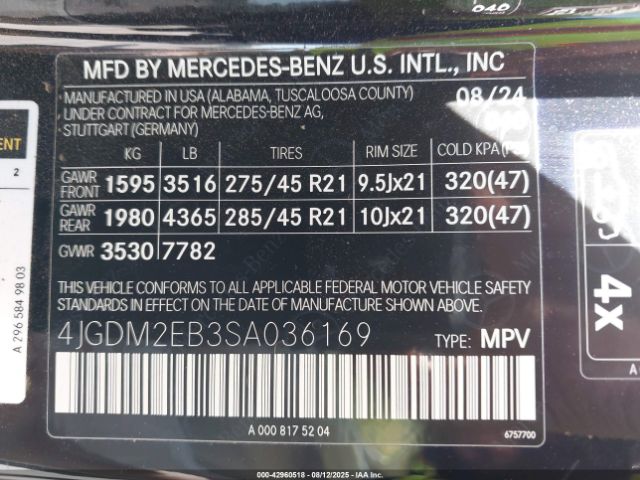 MFD BY MERCEDES-BENZ U.S. INTL., INC
MANUFACTURED IN USA (ALABAMA, TUSCALOOSA COUNTY) 08/24
UNDER CONTRACT FOR MERCEDES-BENZ AG,
STUTTGART (GERMANY)
KG LB TIRES RIM SIZE COLD KPA
GAWR FRONT 1595 3516 275/45 R21 9.5Jx21 320(47)
GAWR REAR 1980 4365 285/45 R21 10Jx21 320(47)
GVWR 3530 7782
THIS VEHICLE CONFORMS TO ALL APPLICABLE FEDERAL MOTOR VEHICLE SAFETY
STANDARDS IN EFFECT ON THE DATE OF MANUFACTURE SHOWN ABOVE.
4JGDM2EB3SA036169 TYPE: MPV
A 000 817 52 04
6757700
A 296 584 98 03
2
4x
000-42960518 - 08/12/2025 - IAAI.COM